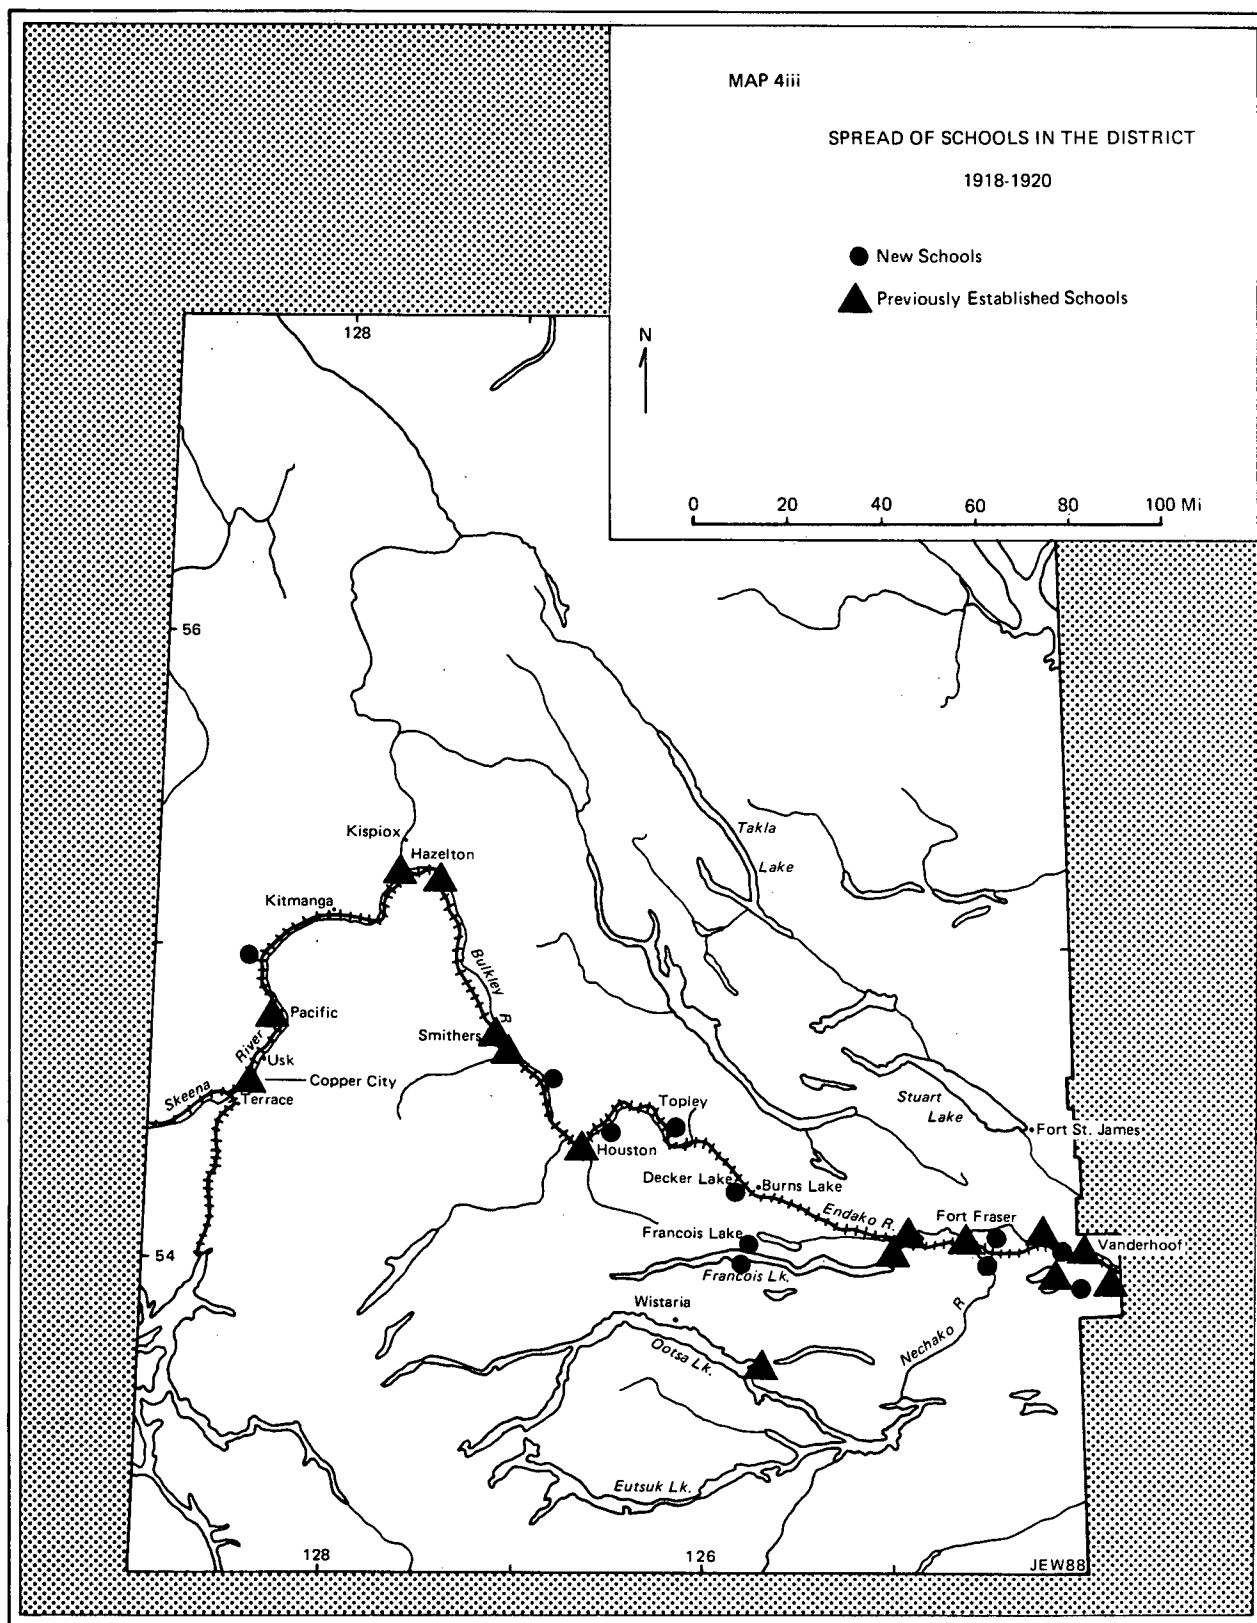 MAP 4iii
SPREAD OF SCHOOLS IN THE DISTRICT
1918-1920
New Schools
Previously Established Schools
N
0 20 40 60 80 100 Mi
128
56
Takla
Lake
Kispiox
Hazelton
Kitmanga
Bulkley R
Pacific
River
Usk
Skeena
Copper City
Terrace
Smithers
Stuart
Lake
Fort St. James
Topley
Houston
Decker Lake
Burns Lake
Endako R.
Fort Fraser
Vanderhoof
Francois Lake
54
Francois Lk.
Wistaria
Ootsa Lk.
Nechako R
Eutsuk Lk.
128
126
JEW88